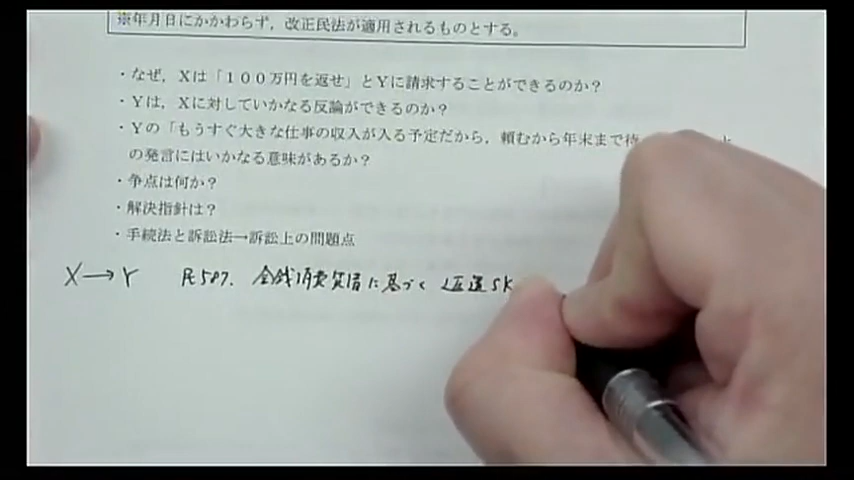 ※年月日にかかわらず，改正民法が適用されるものとする。
・なぜ，Xは「１００万円を返せ」とYに請求することができるのか？
・Yは，Xに対していかなる反論ができるのか？
・Yの「もうすぐ大きな仕事の収入が入る予定だから，頼むから年末まで待
の発言にはいかなる意味があるか？
・争点は何か？
・解決指針は？
・手続法と訴訟法→訴訟上の問題点
X→Y 民587. 金銭消費貸借に基づく返還SK